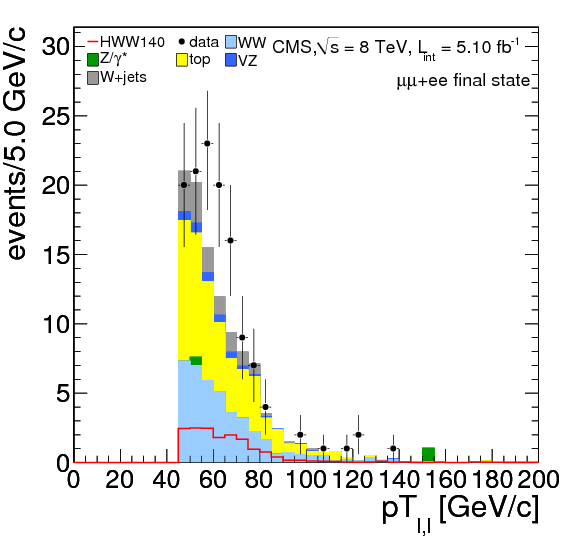 HWW140 data WW CMS,√s = 8 TeV, L_int = 5.10 fb⁻¹
Z/γ* top VZ
W+jets μμ+ee final state
events/5.0 GeV/c
30
25
20
15
10
5
0
0 20 40 60 80 100 120 140 160 180 200
pT_l,l [GeV/c]